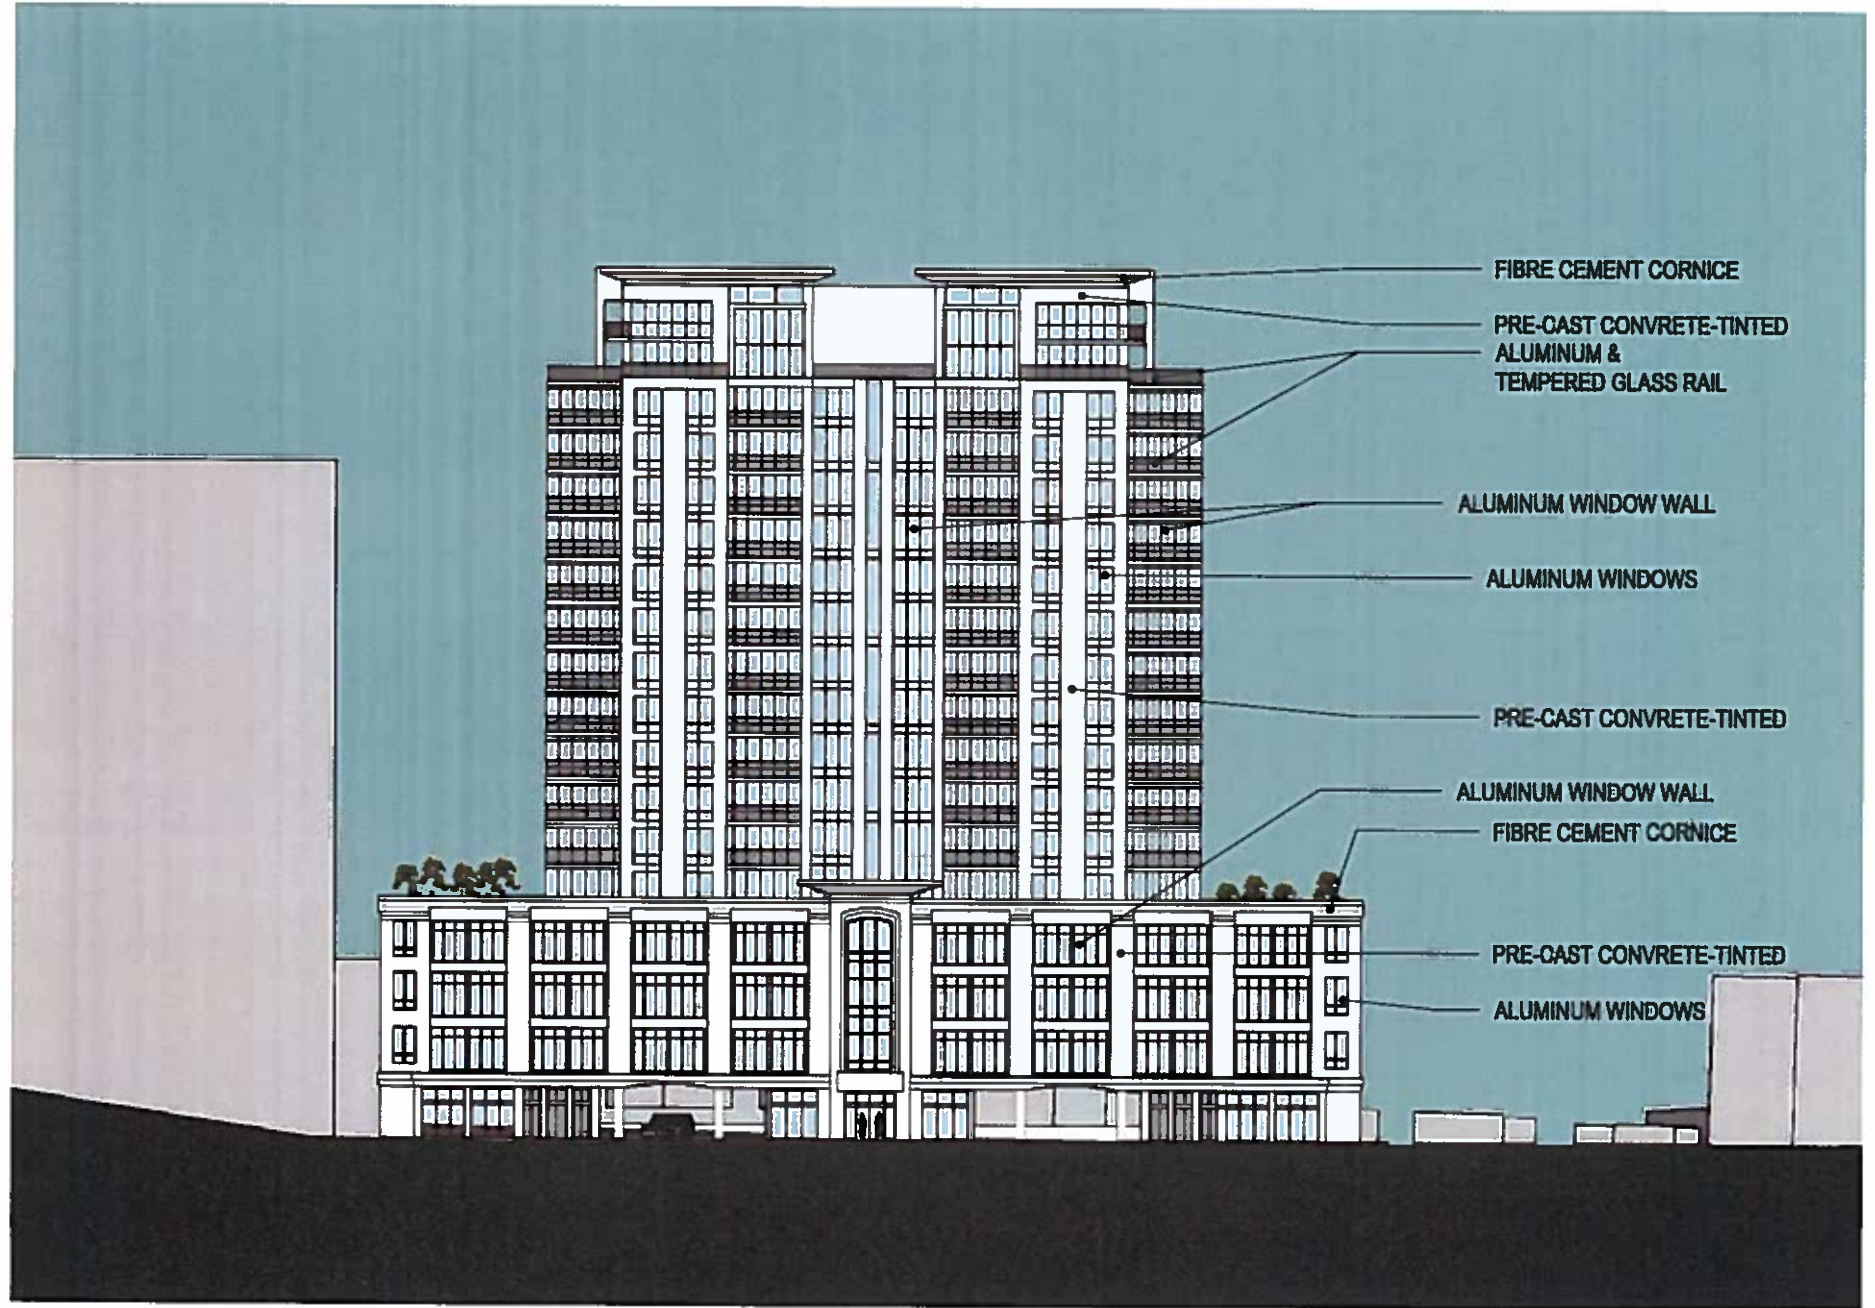 FIBRE CEMENT CORNICE
PRE-CAST CONVRETE-TINTED
ALUMINUM &
TEMPERED GLASS RAIL
ALUMINUM WINDOW WALL
ALUMINUM WINDOWS
PRE-CAST CONVRETE-TINTED
ALUMINUM WINDOW WALL
FIBRE CEMENT CORNICE
PRE-CAST CONVRETE-TINTED
ALUMINUM WINDOWS